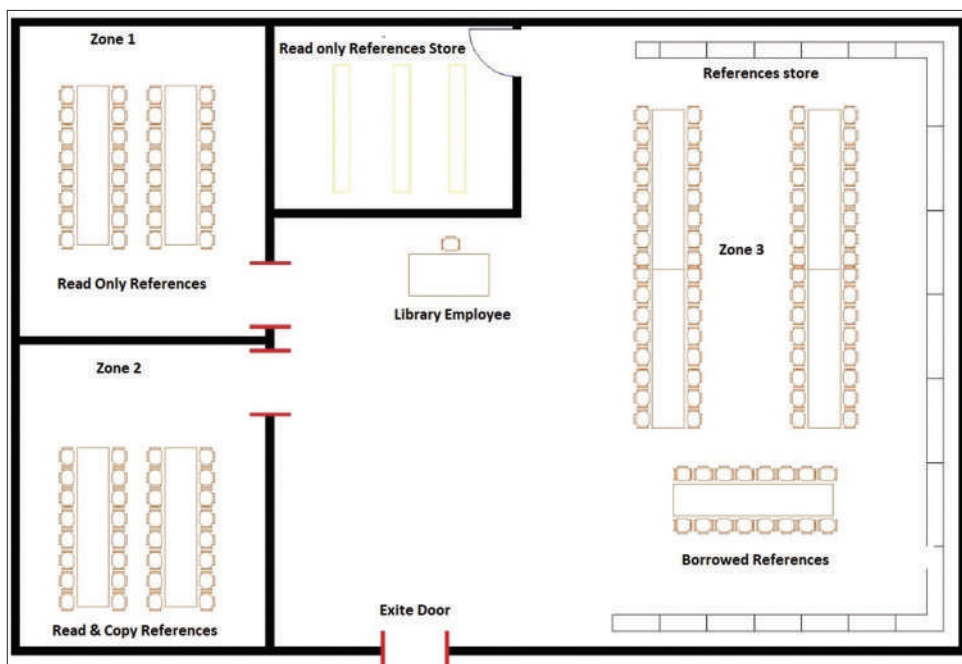 Zone 1
Read only References Store
References store
Zone 3
Read Only References
Library Employee
Zone 2
Borrowed References
Exite Door
Read & Copy References